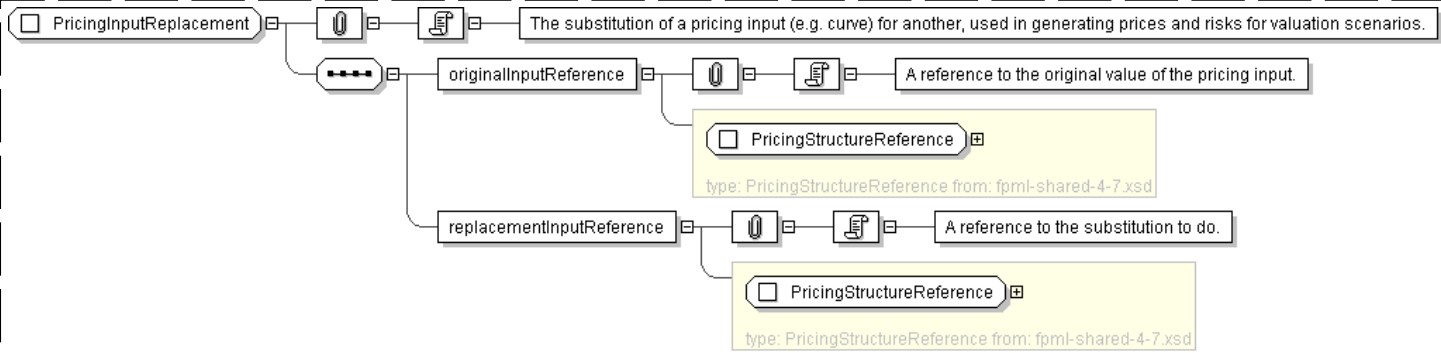 PricingInputReplacement
The substitution of a pricing input (e.g. curve) for another, used in generating prices and risks for valuation scenarios.
originalInputReference
A reference to the original value of the pricing input.
PricingStructureReference
type: PricingStructureReference from: fpml-shared-4-7.xsd
replacementInputReference
A reference to the substitution to do.
PricingStructureReference
type: PricingStructureReference from: fpml-shared-4-7.xsd